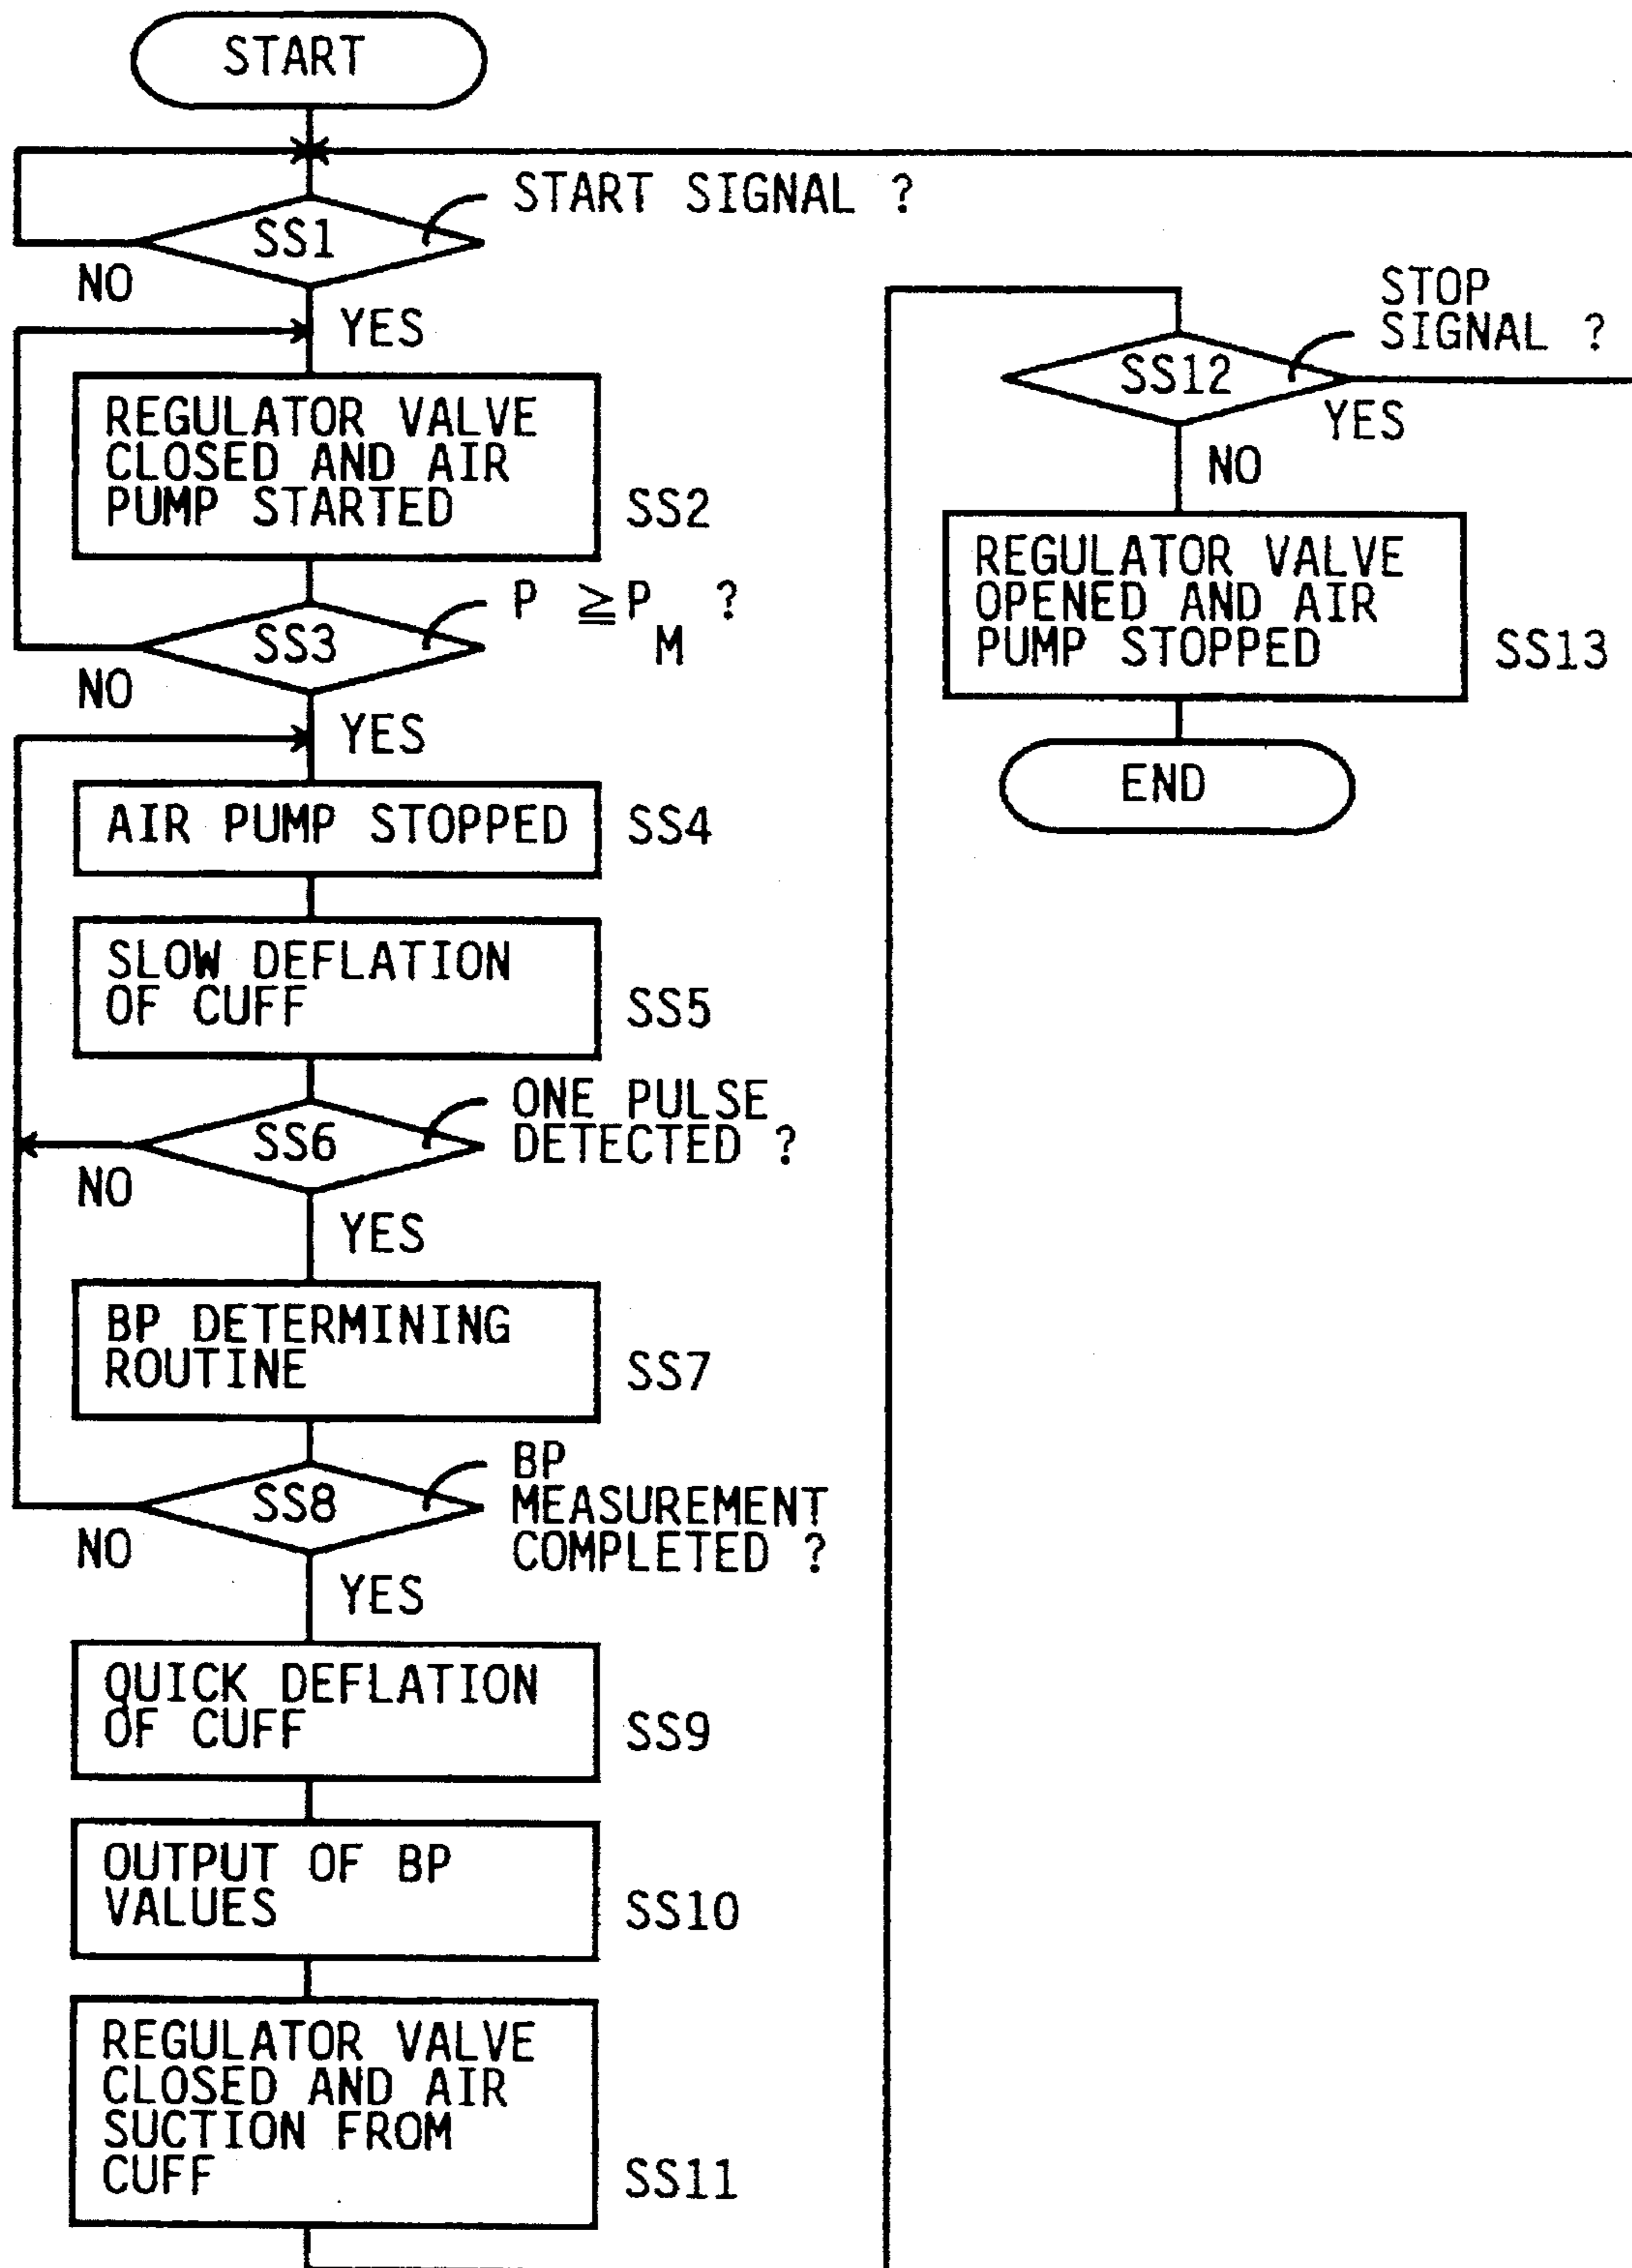 START
START SIGNAL ?
SS1
NO
YES
REGULATOR VALVE
CLOSED AND AIR
PUMP STARTED
SS2
P ≧ P M ?
SS3
NO
YES
AIR PUMP STOPPED
SS4
SLOW DEFLATION
OF CUFF
SS5
ONE PULSE
DETECTED ?
SS6
NO
YES
BP DETERMINING
ROUTINE
SS7
BP
MEASUREMENT
COMPLETED ?
SS8
NO
YES
QUICK DEFLATION
OF CUFF
SS9
OUTPUT OF BP
VALUES
SS10
REGULATOR VALVE
CLOSED AND AIR
SUCTION FROM
CUFF
SS11
STOP
SIGNAL ?
SS12
YES
NO
REGULATOR VALVE
OPENED AND AIR
PUMP STOPPED
SS13
END